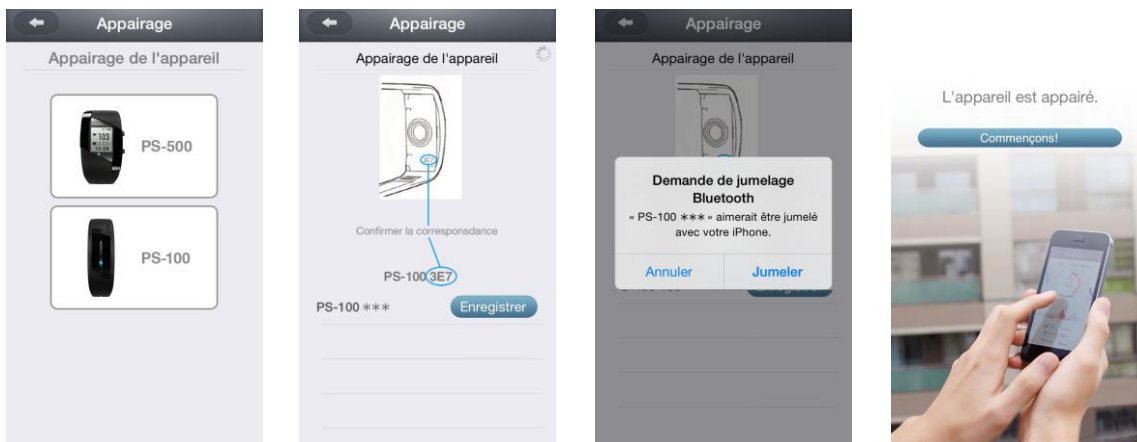 Appairage
Appairage de l'appareil
PS-500
PS-100
Appairage
Appairage de l'appareil
3E7
Confirmer la corresponsdance
PS-100 3E7
PS-100 ***
Enregistrer
Appairage
Appairage de l'appareil
Demande de jumelage
Bluetooth
« PS-100 *** » aimerait être jumelé
avec votre iPhone.
Annuler
Jumeler
L'appareil est appairé.
Commençons!